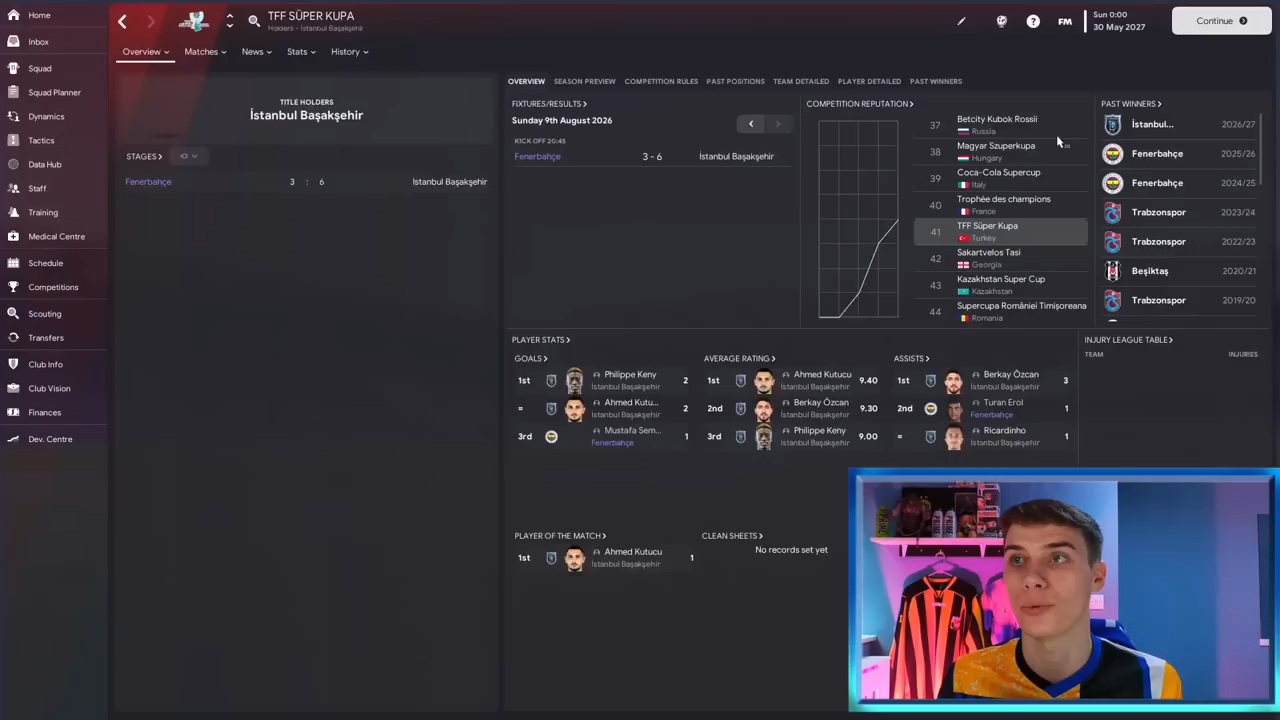 Home
Inbox
Squad
Squad Planner
Dynamics
Tactics
Data Hub
Staff
Training
Medical Centre
Schedule
Competitions
Scouting
Transfers
Club Info
Club Vision
Finances
Dev. Centre
TFF SÜPER KUPA
Holders - İstanbul Başakşehir
FM
Sun 0:00
30 May 2027
Continue
Overview
Matches
News
Stats
History
TITLE HOLDERS
İstanbul Başakşehir
STAGES
Fenerbahçe 3 : 6 İstanbul Başakşehir
OVERVIEW SEASON PREVIEW COMPETITION RULES PAST POSITIONS TEAM DETAILED PLAYER DETAILED PAST WINNERS
FIXTURES/RESULTS
Sunday 9th August 2026
KICK OFF 20:45
Fenerbahçe 3 - 6 İstanbul Başakşehir
COMPETITION REPUTATION
37 Betcity Kubok Rossii
Russia
38 Magyar Szuperkupa
Hungary
39 Coca-Cola Supercup
Italy
40 Trophée des champions
France
41 TFF Süper Kupa
Turkey
42 Sakartvelos Tasi
Georgia
43 Kazakhstan Super Cup
Kazakhstan
44 Supercupa României Timișoreana
Romania
PAST WINNERS
İstanbul... 2026/27
Fenerbahçe 2025/26
Fenerbahçe 2024/25
Trabzonspor 2023/24
Trabzonspor 2022/23
Beşiktaş 2020/21
Trabzonspor 2019/20
PLAYER STATS
GOALS
1st Philippe Keny 2
İstanbul Başakşehir
= Ahmed Kutu... 2
İstanbul Başakşehir
3rd Mustafa Sem... 1
Fenerbahçe
AVERAGE RATING
1st Ahmed Kutucu 9.40
İstanbul Başakşehir
2nd Berkay Özcan 9.30
İstanbul Başakşehir
3rd Philippe Keny 9.00
İstanbul Başakşehir
ASSISTS
1st Berkay Özcan 3
İstanbul Başakşehir
2nd Turan Erol 1
Fenerbahçe
= Ricardinho 1
İstanbul Başakşehir
INJURY LEAGUE TABLE
TEAM INJURIES
PLAYER OF THE MATCH
1st Ahmed Kutucu 1
İstanbul Başakşehir
CLEAN SHEETS
No records set yet